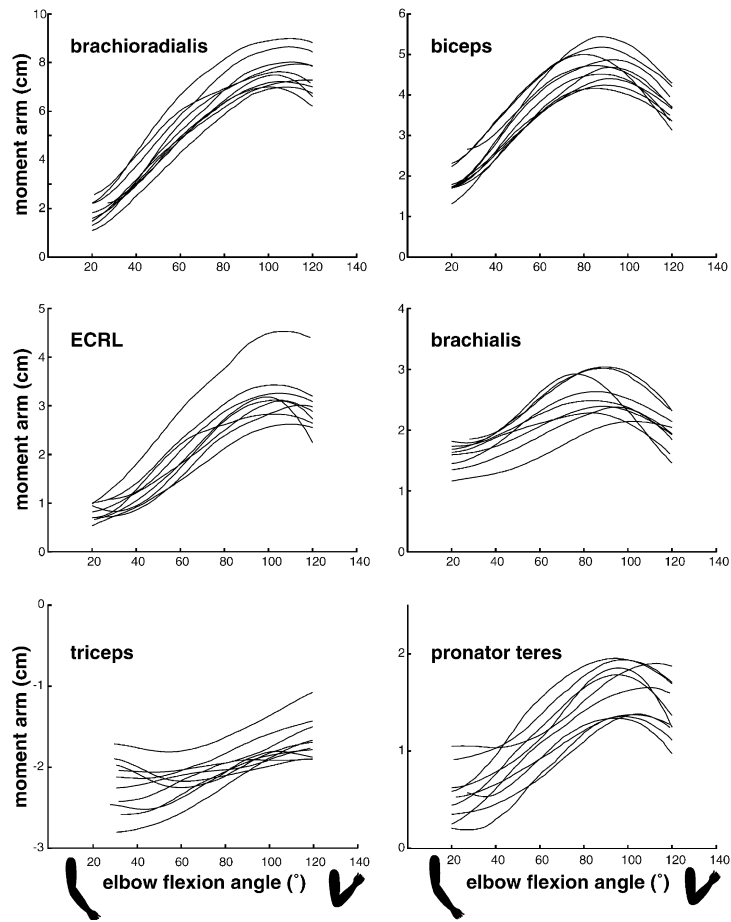 brachioradialis
moment arm (cm)
10
8
6
4
2
0
20 40 60 80 100 120 140
biceps
6
5
4
3
2
1
0
20 40 60 80 100 120 140
ECRL
moment arm (cm)
5
4
3
2
1
0
20 40 60 80 100 120 140
brachialis
4
3
2
1
0
20 40 60 80 100 120 140
triceps
moment arm (cm)
0
-1
-2
-3
20 40 60 80 100 120 140
elbow flexion angle (°)
pronator teres
2
1
0
20 40 60 80 100 120 140
elbow flexion angle (°)